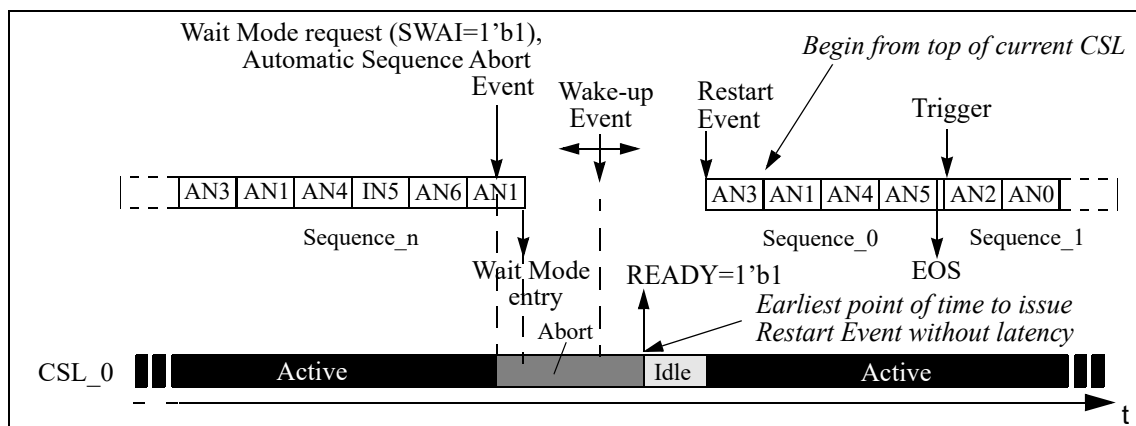 Wait Mode request (SWAI=1’b1),
Automatic Sequence Abort
Event
Wake-up
Event
Restart
Event
Begin from top of current CSL
Trigger
AN3 AN1 AN4 IN5 AN6 AN1
AN3 AN1 AN4 AN5 AN2 AN0
Sequence_n
Sequence_0
Sequence_1
Wait Mode
entry
READY=1’b1
EOS
Earliest point of time to issue
Restart Event without latency
Abort
CSL_0
Active
Idle
Active
t